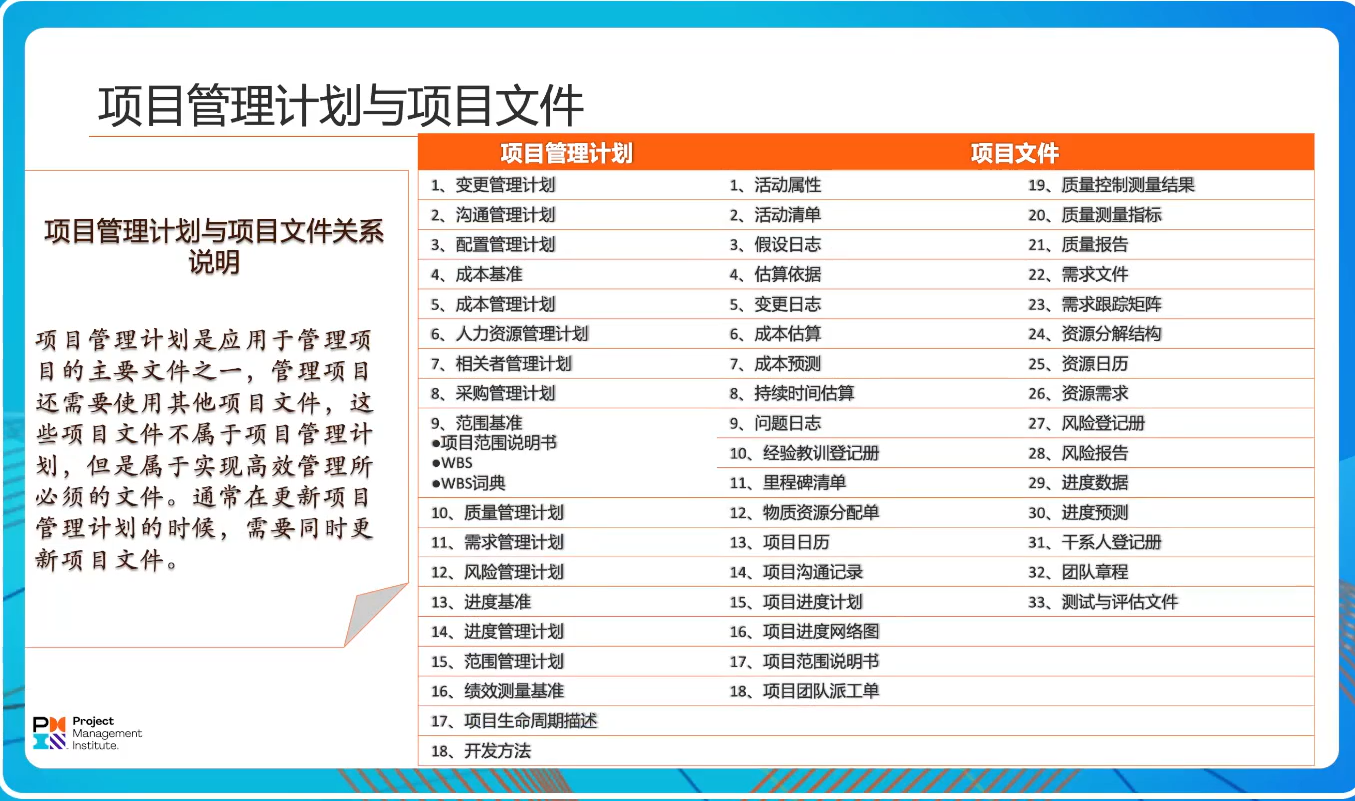 项目管理计划与项目文件
项目管理计划与项目文件关系
说明
项目管理计划是应用于管理项
目的主要文件之一，管理项目
还需要使用其他项目文件，这
些项目文件不属于项目管理计
划，但是属于实现高效管理所
必须的文件。通常在更新项目
管理计划的时候，需要同时更
新项目文件。
项目管理计划 项目文件
1、变更管理计划 1、活动属性 19、质量控制测量结果
2、沟通管理计划 2、活动清单 20、质量测量指标
3、配置管理计划 3、假设日志 21、质量报告
4、成本基准 4、估算依据 22、需求文件
5、成本管理计划 5、变更日志 23、需求跟踪矩阵
6、人力资源管理计划 6、成本估算 24、资源分解结构
7、相关者管理计划 7、成本预测 25、资源日历
8、采购管理计划 8、持续时间估算 26、资源需求
9、范围基准 9、问题日志 27、风险登记册
●项目范围说明书
10、经验教训登记册 28、风险报告
●WBS
●WBS词典 11、里程碑清单 29、进度数据
10、质量管理计划 12、物质资源分配单 30、进度预测
11、需求管理计划 13、项目日历 31、干系人登记册
12、风险管理计划 14、项目沟通记录 32、团队章程
13、进度基准 15、项目进度计划 33、测试与评估文件
14、进度管理计划 16、项目进度网络图
15、范围管理计划 17、项目范围说明书
16、绩效测量基准 18、项目团队派工单
17、项目生命周期描述
18、开发方法
Project
Management
Institute.